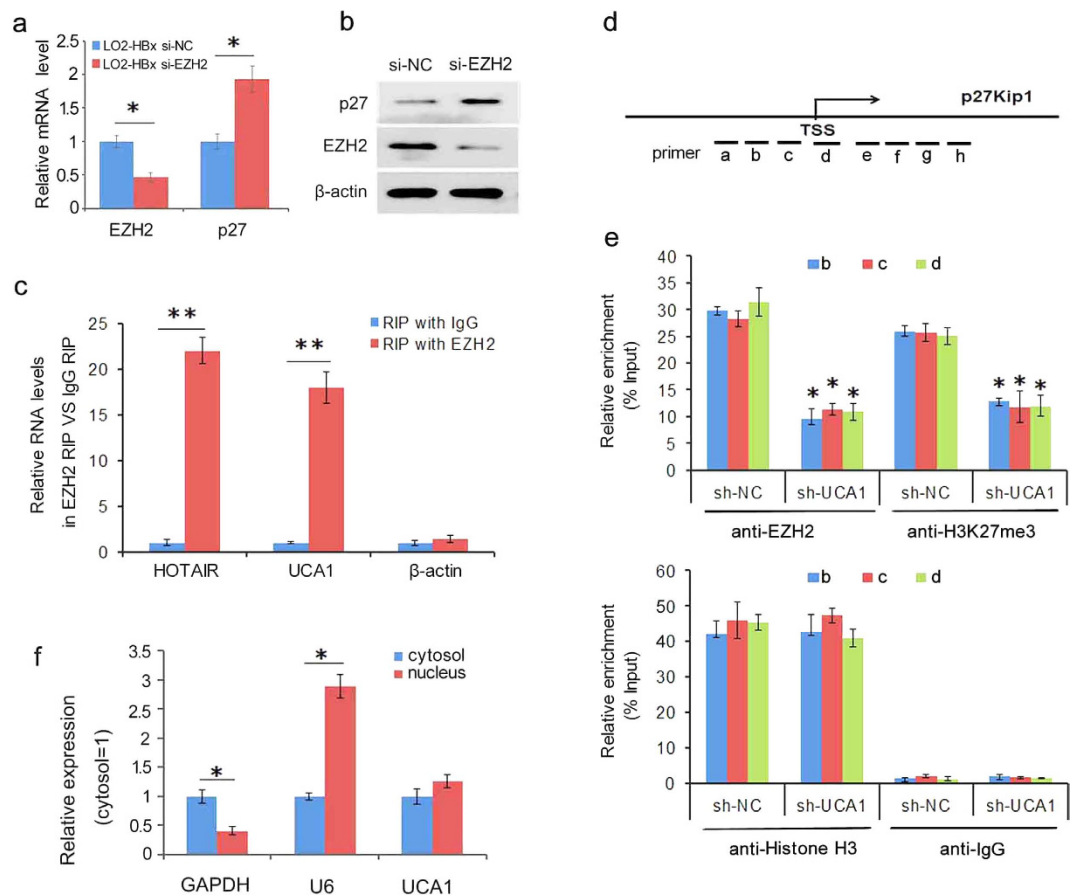 a
Relative mRNA level
2.5
2
1.5
1
0.5
0
LO2-HBx si-NC
LO2-HBx si-EZH2
*
*
EZH2 p27
b
si-NC si-EZH2
p27
EZH2
β-actin
c
Relative RNA levels
in EZH2 RIP VS IgG RIP
25
22
20
16
12
8
4
0
RIP with IgG
RIP with EZH2
**
**
HOTAIR UCA1 β-actin
d
p27Kip1
TSS
primer
a b c d e f g h
e
Relative enrichment
(% Input)
40
35
30
25
20
15
10
5
0
b c d
* * * * * *
sh-NC sh-UCA1 sh-NC sh-UCA1
anti-EZH2 anti-H3K27me3
Relative enrichment
(% Input)
60
50
40
30
20
10
0
b c d
sh-NC sh-UCA1 sh-NC sh-UCA1
anti-Histone H3 anti-IgG
f
Relative expression
(cytosol=1)
3.5
3
2.5
2
1.5
1
0.5
0
cytosol
nucleus
*
*
GAPDH U6 UCA1